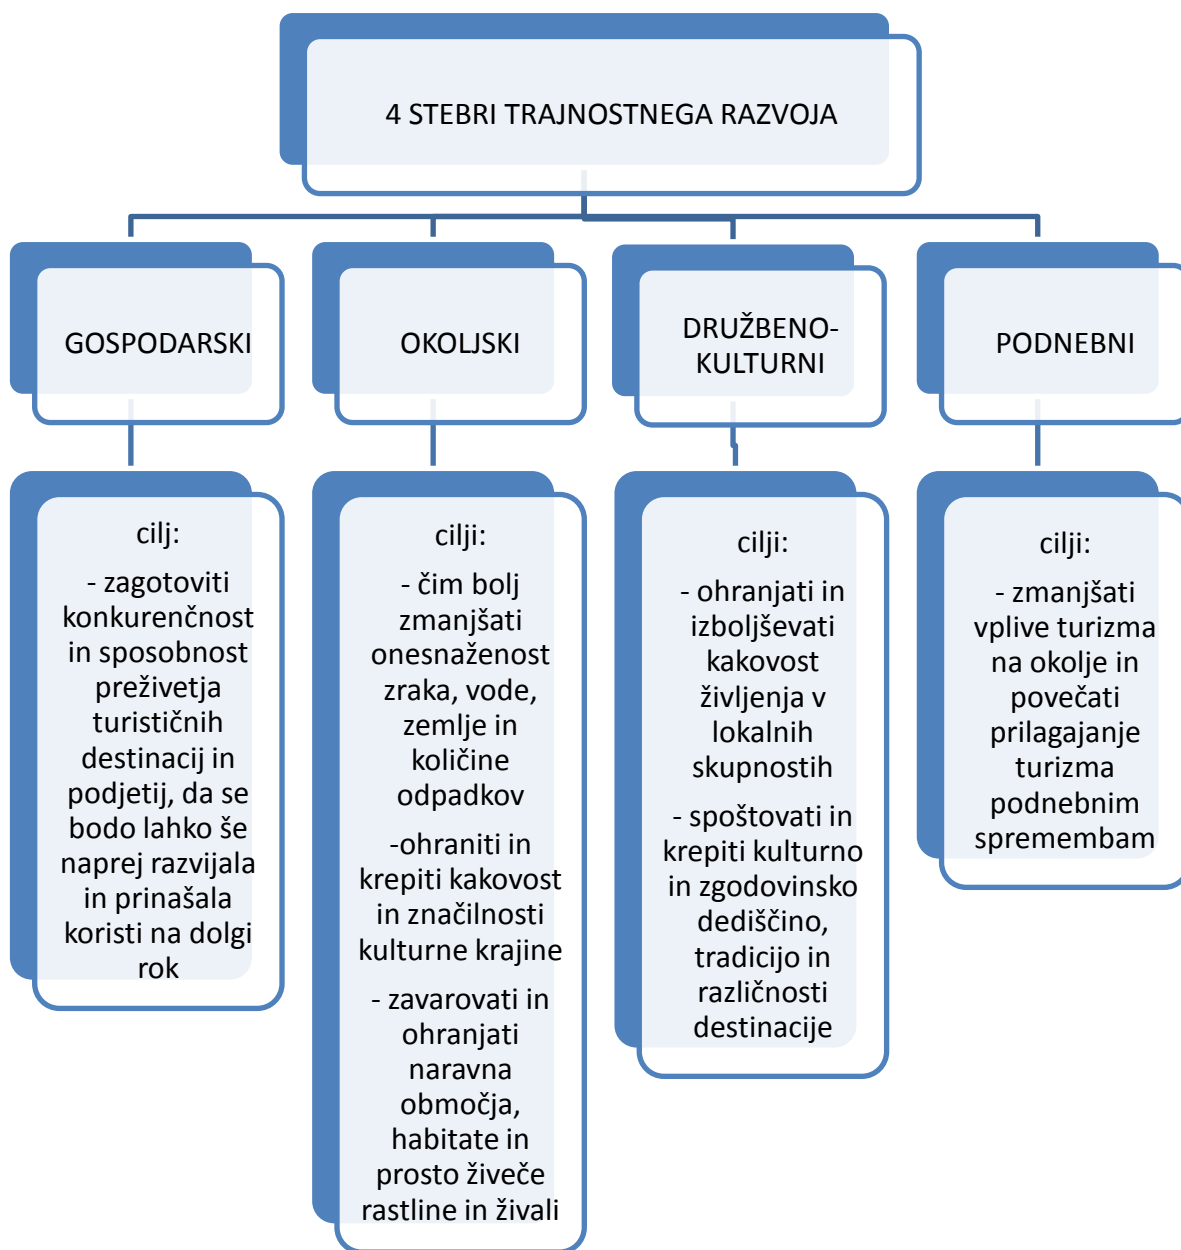 4 STEBRI TRAJNOSTNEGA RAZVOJA
GOSPODARSKI
OKOLJSKI
DRUŽBENO-
KULTURNI
PODNEBNI
cilj:
- zagotoviti
konkurenčnost
in sposobnost
preživetja
turističnih
destinacij in
podjetij, da se
bodo lahko še
naprej razvijala
in prinašala
koristi na dolgi
rok
cilji:
- čim bolj
zmanjšati
onesnaženost
zraka, vode,
zemlje in
količine
odpadkov
-ohraniti in
krepiti kakovost
in značilnosti
kulturne krajine
- zavarovati in
ohranjati
naravna
območja,
habitate in
prosto živeče
rastline in živali
cilji:
- ohranjati in
izboljševati
kakovost
življenja v
lokalnih
skupnostih
- spoštovati in
krepiti kulturno
in zgodovinsko
dediščino,
tradicijo in
različnosti
destinacije
cilji:
- zmanjšati
vplive turizma
na okolje in
povečati
prilagajanje
turizma
podnebnim
spremembam